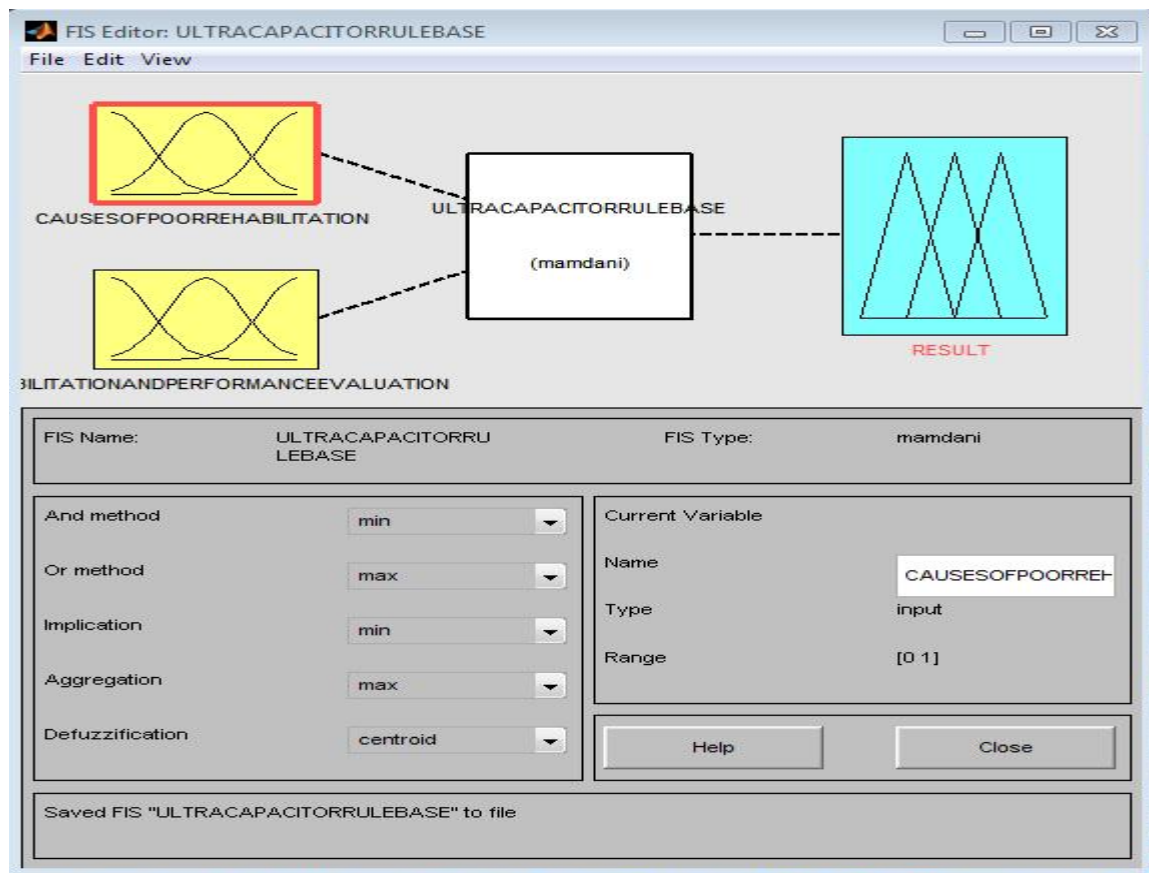 FIS Editor: ULTRACAPACITORRULEBASE
File Edit View
CAUSESOFPOORREHABILITATION
ULTRACAPACITORRULEBASE
(mamdani)
RESULT
BILITATIONANDPERFORMANCEEVALUATION
FIS Name:
ULTRACAPACITORRU
LEBASE
FIS Type:
mamdani
And method
min
Or method
max
Implication
min
Aggregation
max
Defuzzification
centroid
Current Variable
Name
CAUSESOFPOORREH
Type
input
Range
[0 1]
Help
Close
Saved FIS "ULTRACAPACITORRULEBASE" to file